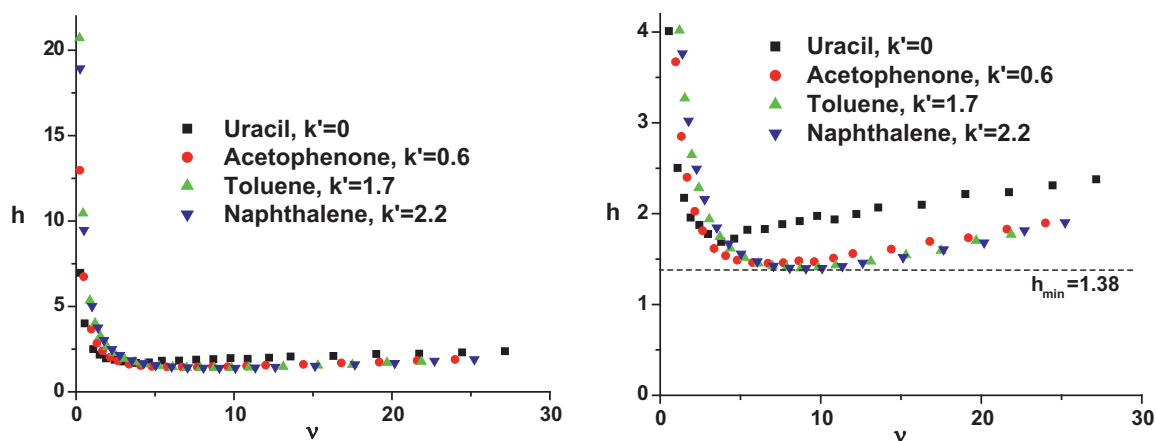 20
15
10
5
0
h
Uracil, k'=0
Acetophenone, k'=0.6
Toluene, k'=1.7
Naphthalene, k'=2.2
0
10
20
30
ν
4
3
2
1
0
h
Uracil, k'=0
Acetophenone, k'=0.6
Toluene, k'=1.7
Naphthalene, k'=2.2
hmin=1.38
0
10
20
30
ν